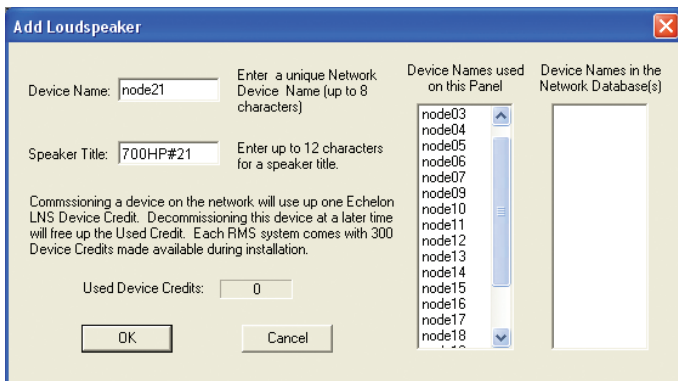 Add Loudspeaker
Device Name:
node21
Enter a unique Network
Device Name (up to 8
characters)
Speaker Title:
700HP#21
Enter up to 12 characters
for a speaker title.
Commssioning a device on the network will use up one Echelon
LNS Device Credit. Decommissioning this device at a later time
will free up the Used Credit. Each RMS system comes with 300
Device Credits made available during installation.
Used Device Credits:
0
OK
Cancel
Device Names used
on this Panel
node03
node04
node05
node06
node07
node09
node10
node11
node12
node13
node14
node15
node16
node17
node18
Device Names in the
Network Database(s)